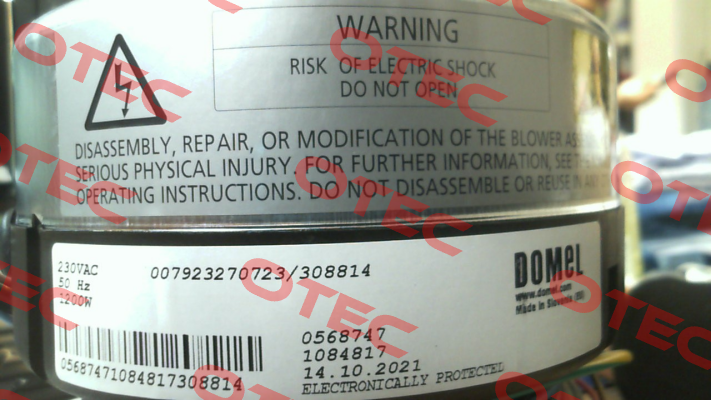 WARNING
RISK OF ELECTRIC SHOCK
DO NOT OPEN
DISASSEMBLY, REPAIR, OR MODIFICATION OF THE BLOWER
SERIOUS PHYSICAL INJURY. FOR FURTHER INFORMATION, SEE
OPERATING INSTRUCTIONS. DO NOT DISASSEMBLE OR REUSE IN
230VAC
50 Hz
1200W
007923270723/308814
DOMEL
www.domel.com
Made in Slovenia (EU)
0568747
1084817
14.10.2021
ELECTRONICALLY PROTECTED
05687471084817308814
OTEC
OTEC
OTEC
OTEC
OTEC
OTEC